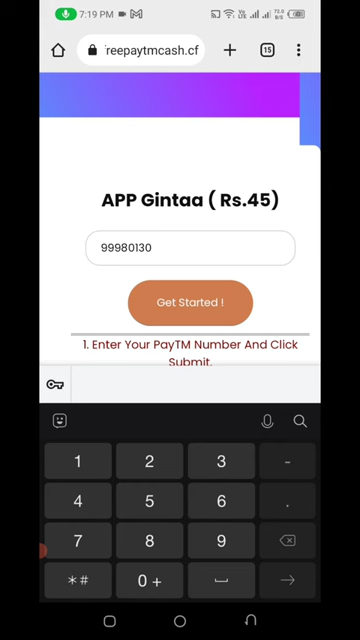 7:19 PM
freepaytmcash.cf
15
APP Gintaa ( Rs.45)
99980130
Get Started !
1. Enter Your PayTM Number And Click
Submit.
1 2 3 -
4 5 6 .
7 8 9
*# 0 +